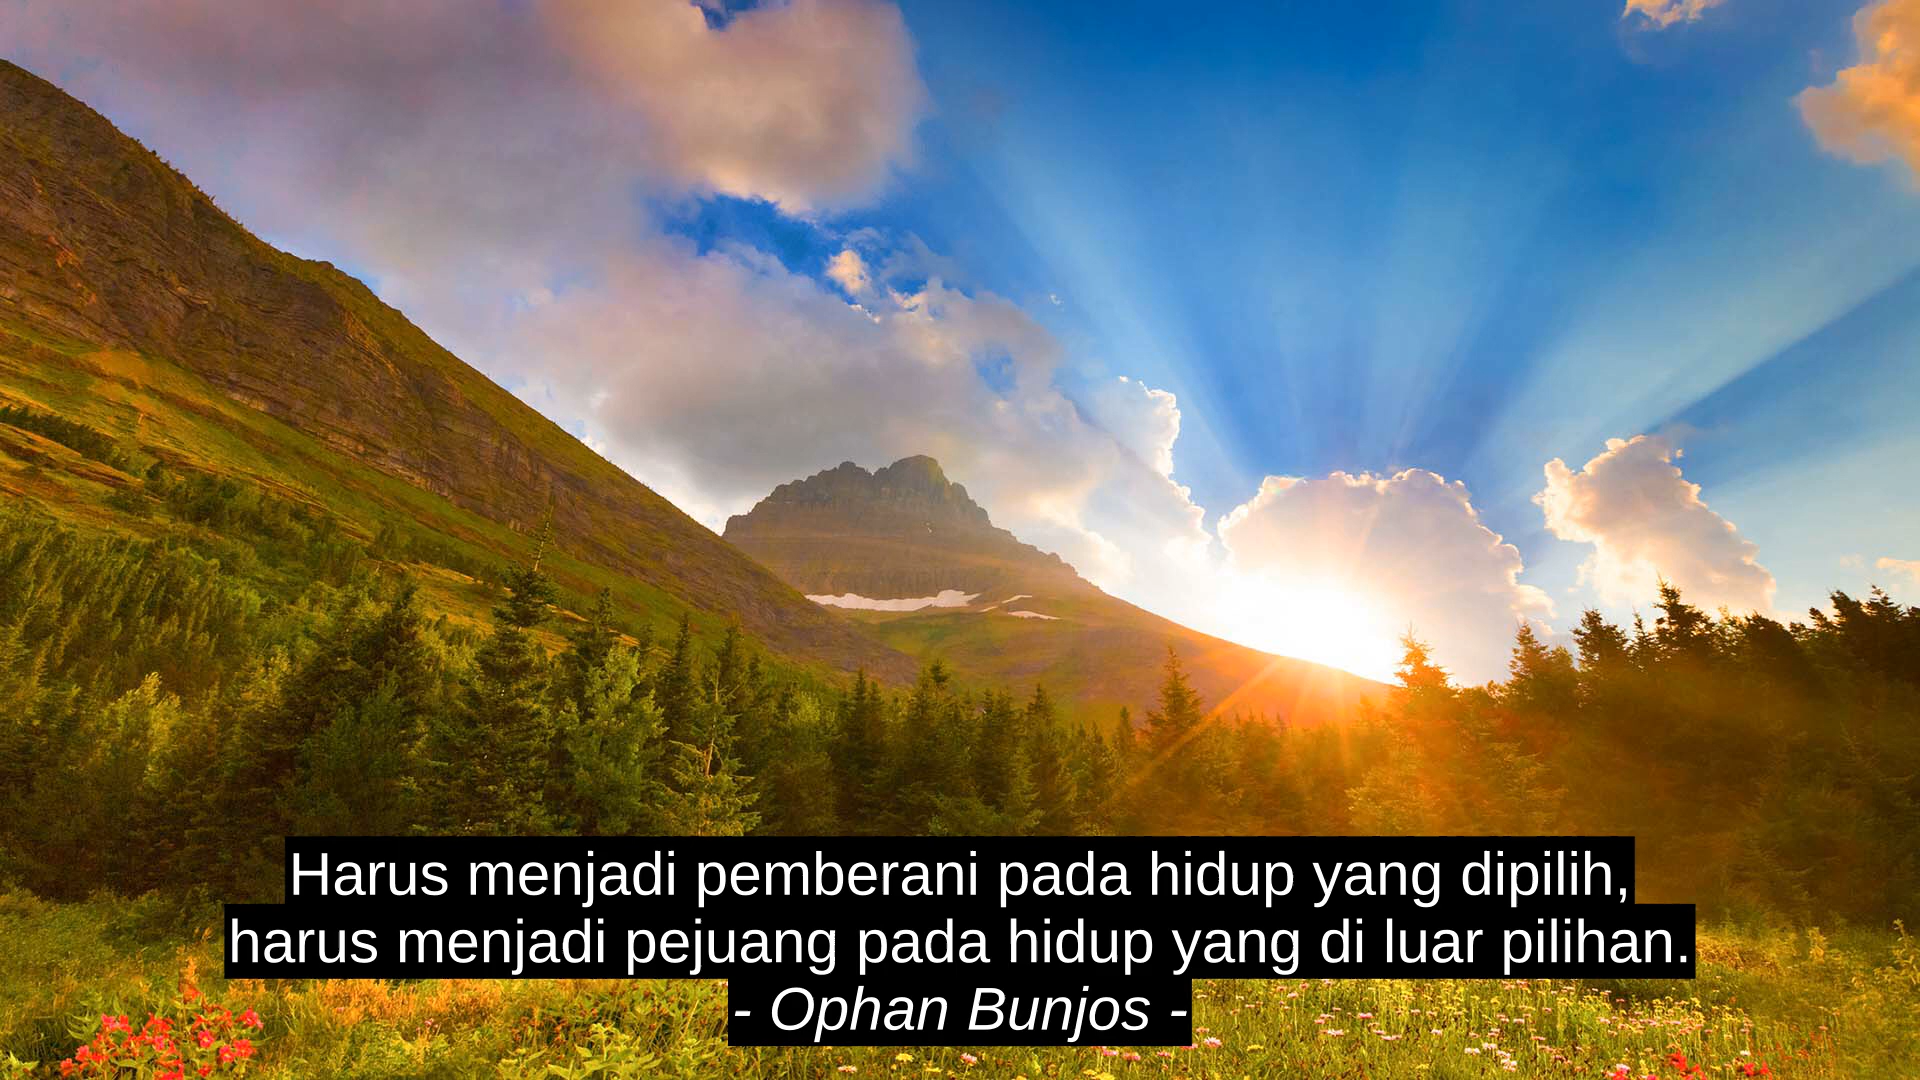 Harus menjadi pemberani pada hidup yang dipilih,
harus menjadi pejuang pada hidup yang di luar pilihan.
- Ophan Bunjos -